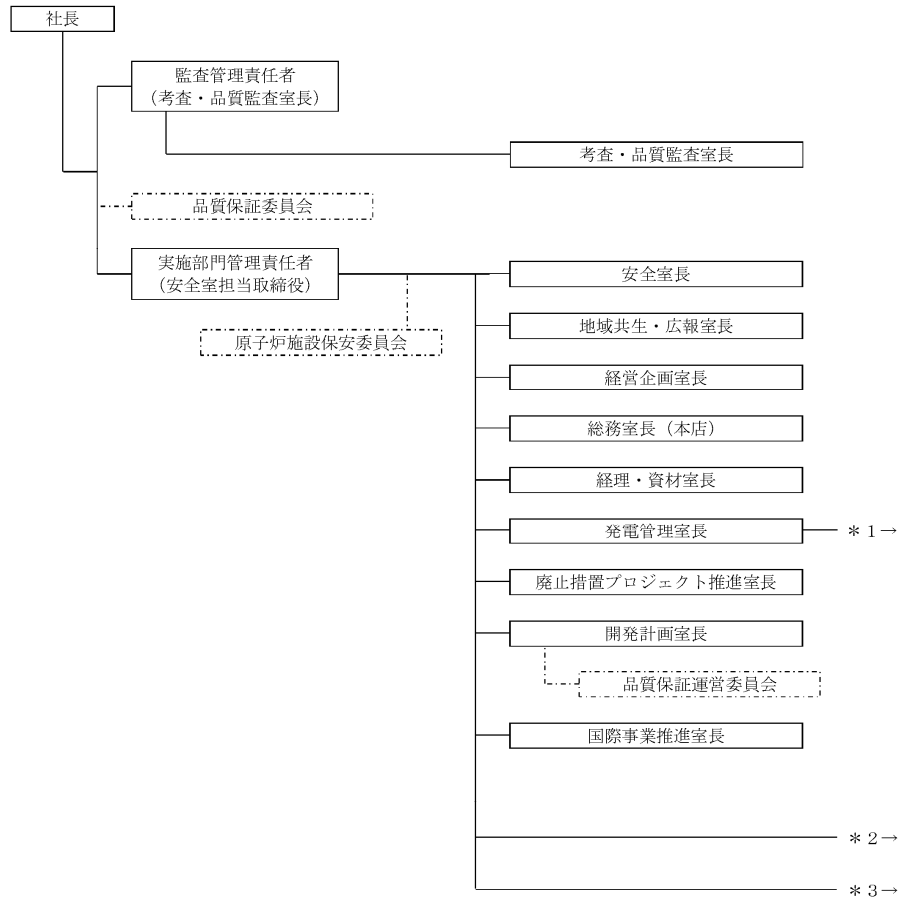 社長
監査管理責任者
（考査・品質監査室長）
考査・品質監査室長
品質保証委員会
実施部門管理責任者
（安全室担当取締役）
安全室長
地域共生・広報室長
原子炉施設保安委員会
経営企画室長
総務室長（本店）
経理・資材室長
発電管理室長
＊1→
廃止措置プロジェクト推進室長
開発計画室長
品質保証運営委員会
国際事業推進室長
＊2→
＊3→